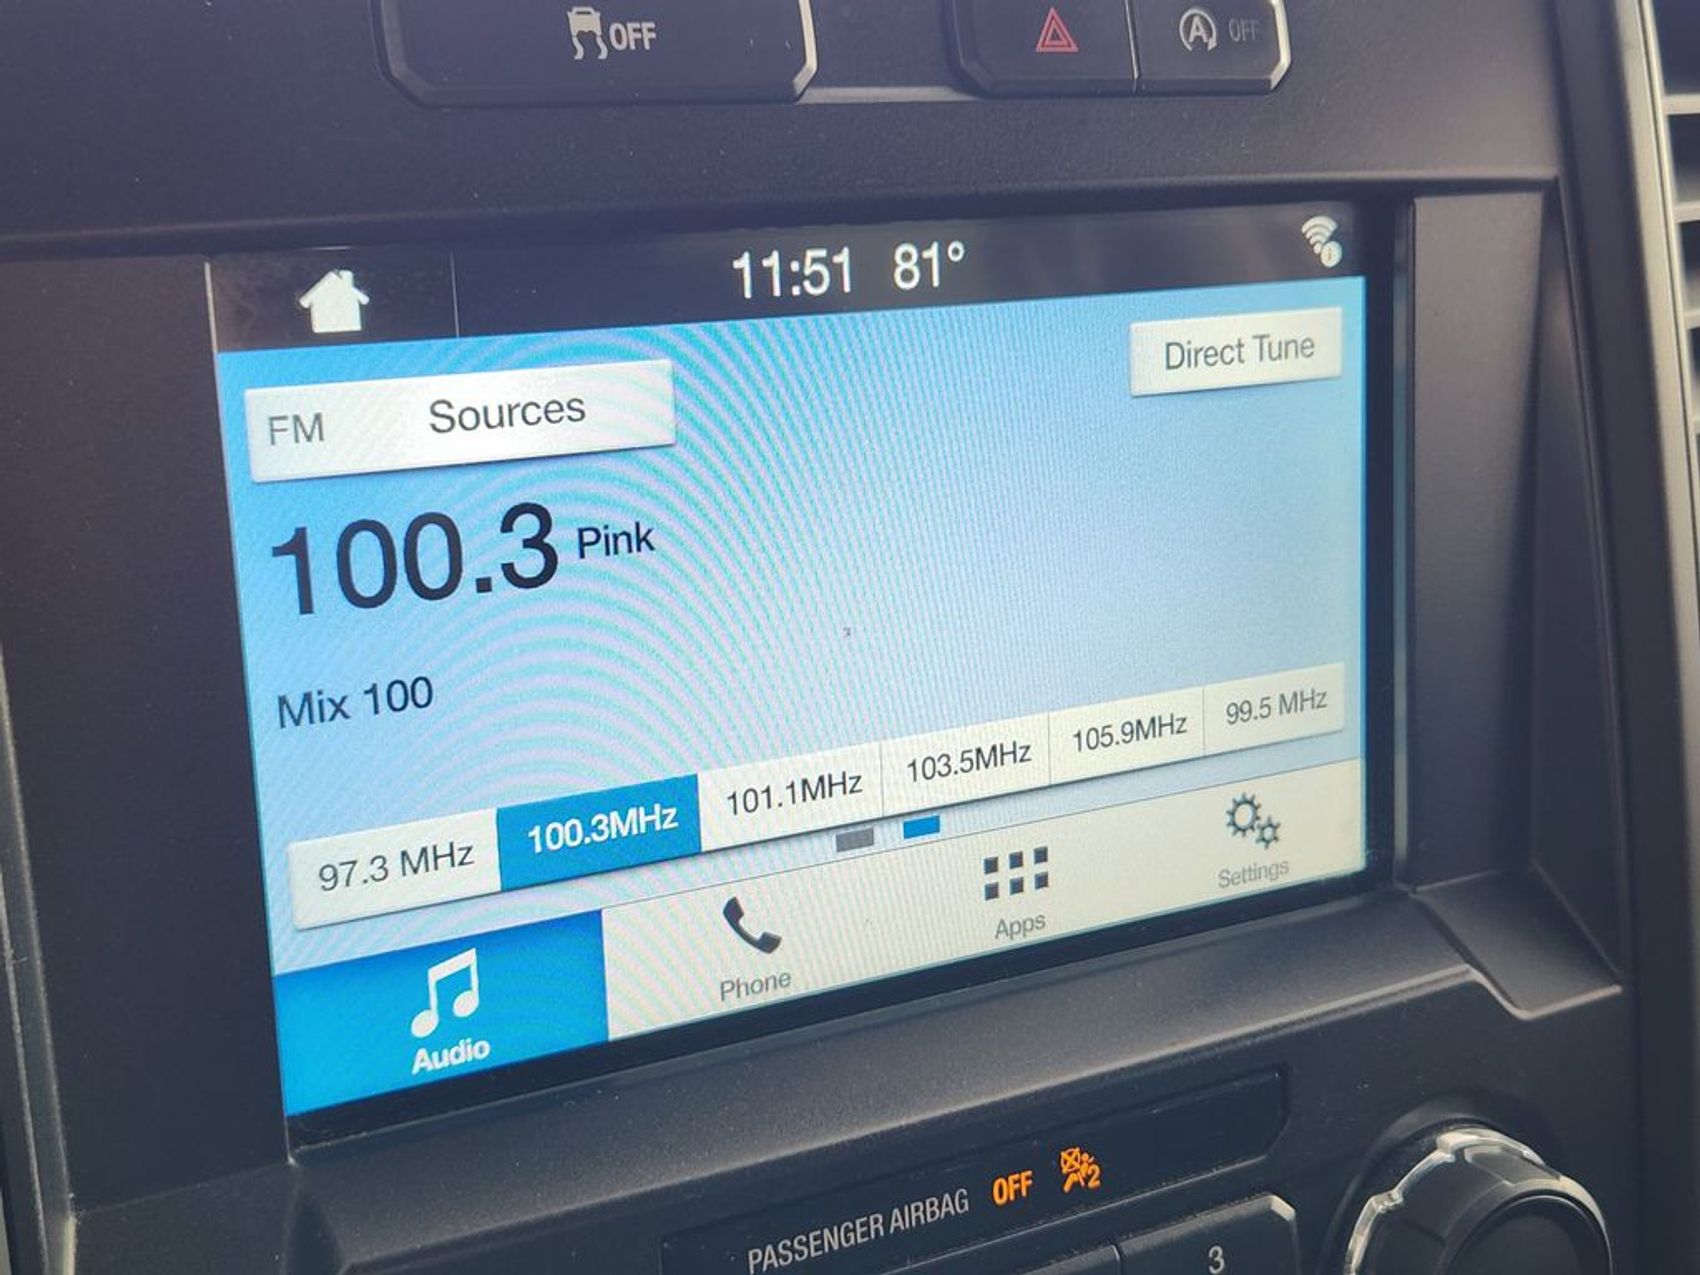 OFF
OFF
11:51 81°
Direct Tune
FM Sources
100.3 Pink
Mix 100
97.3 MHz 100.3MHz 101.1MHz 103.5MHz 105.9MHz 99.5 MHz
Audio Phone Apps Settings
PASSENGER AIRBAG OFF 2
3